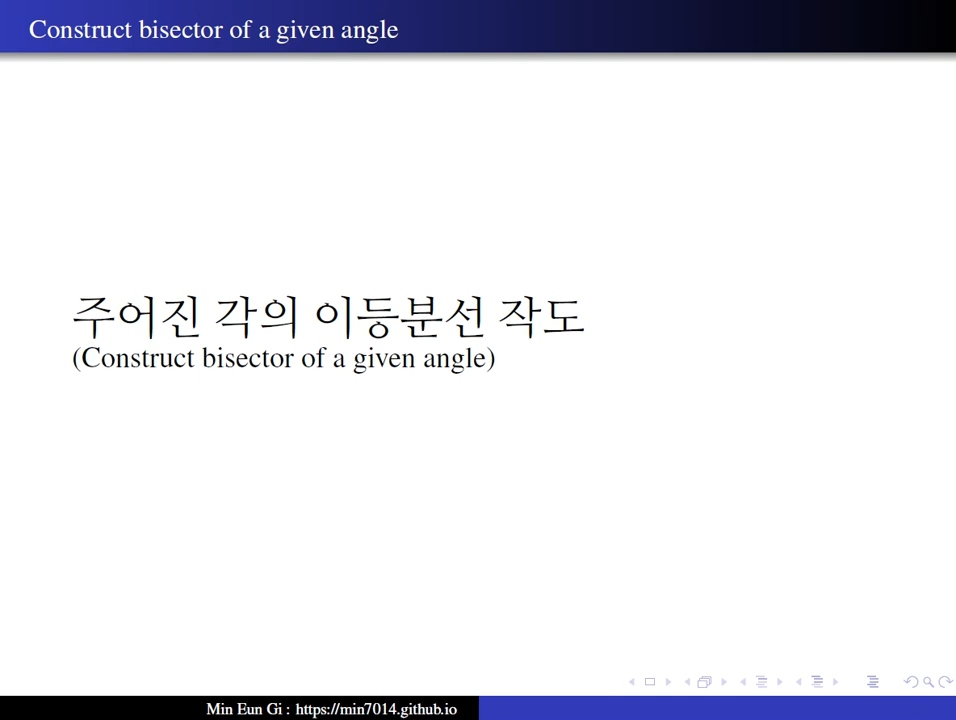 Construct bisector of a given angle
주어진 각의 이등분선 작도
(Construct bisector of a given angle)
Min Eun Gi : https://min7014.github.io